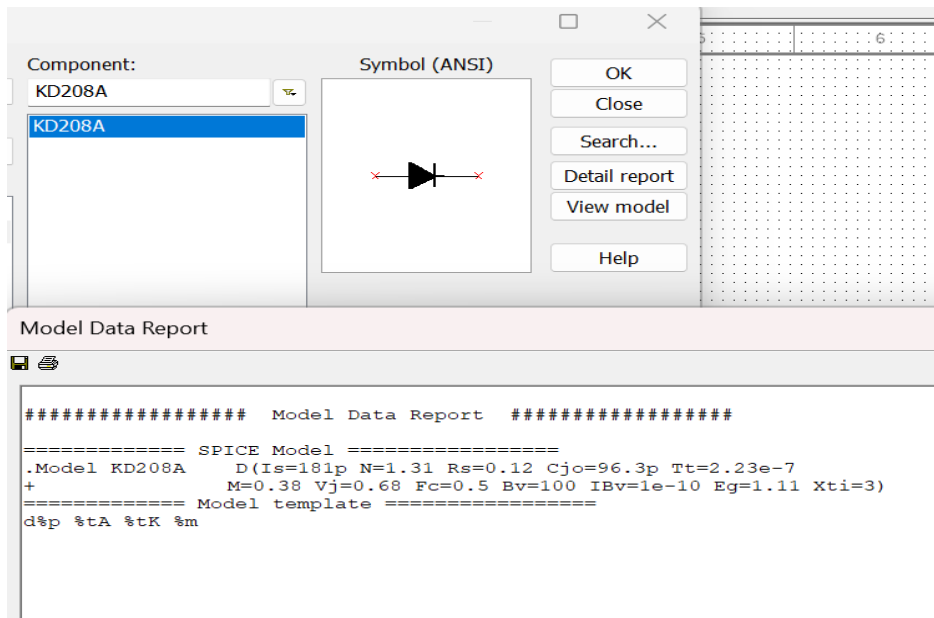 Component:
Symbol (ANSI)
KD208A
KD208A
OK
Close
Search...
Detail report
View model
Help
6
Model Data Report
################## Model Data Report ##################
============= SPICE Model =================
.Model KD208A D(Is=181p N=1.31 Rs=0.12 Cjo=96.3p Tt=2.23e-7
+ M=0.38 Vj=0.68 Fc=0.5 Bv=100 IBv=1e-10 Eg=1.11 Xti=3)
============= Model template =================
d%p %tA %tK %m